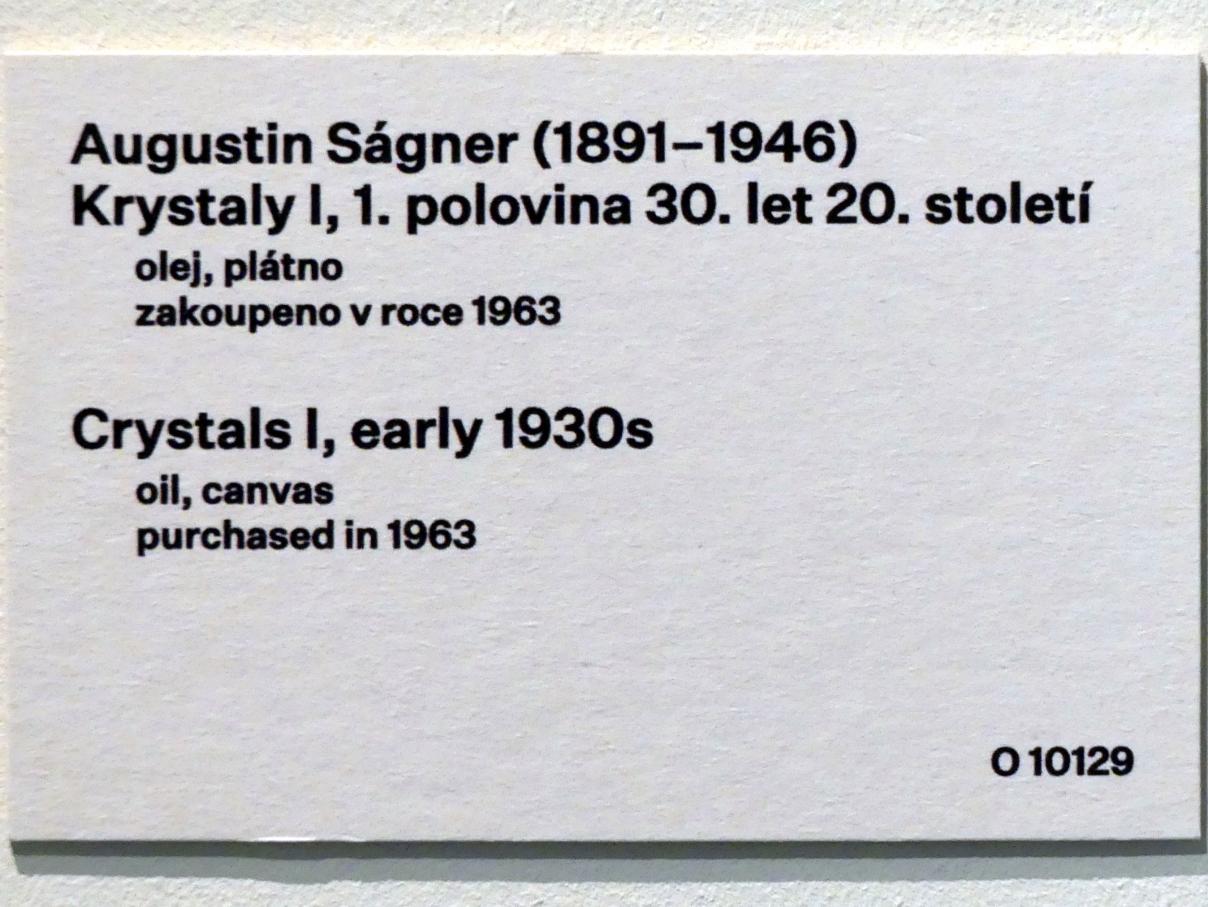 Augustin Ságner (1891–1946)
Krystaly I, 1. polovina 30. let 20. století
olej, plátno
zakoupeno v roce 1963
Crystals I, early 1930s
oil, canvas
purchased in 1963
O 10129